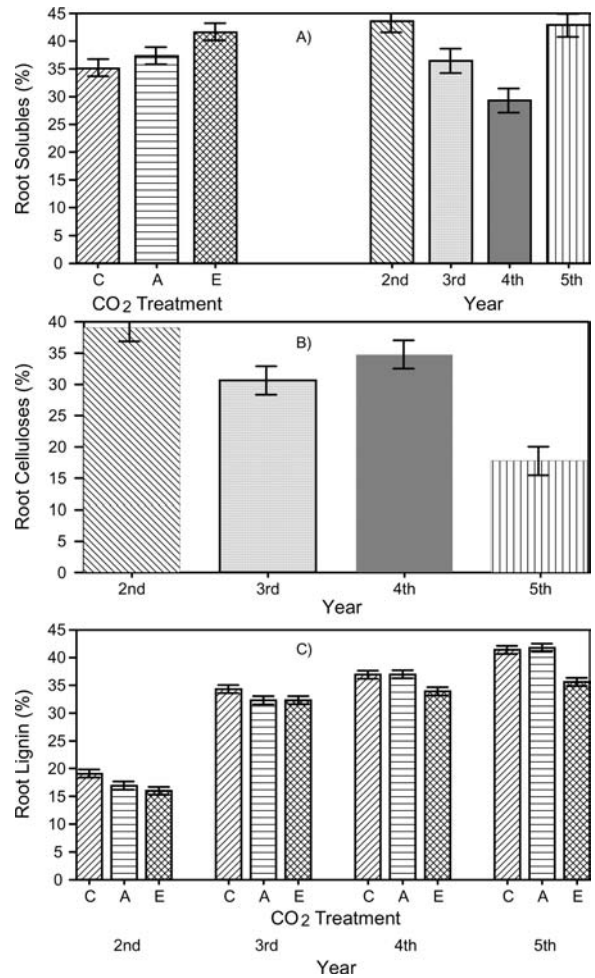 A)
Root Solubles (%)
45
40
35
30
25
20
15
10
5
0
C A E 2nd 3rd 4th 5th
CO2 Treatment Year
B)
Root Celluloses (%)
40
35
30
25
20
15
10
5
0
2nd 3rd 4th 5th
Year
C)
Root Lignin (%)
45
40
35
30
25
20
15
10
5
0
C A E C A E C A E C A E
CO2 Treatment
2nd 3rd 4th 5th
Year